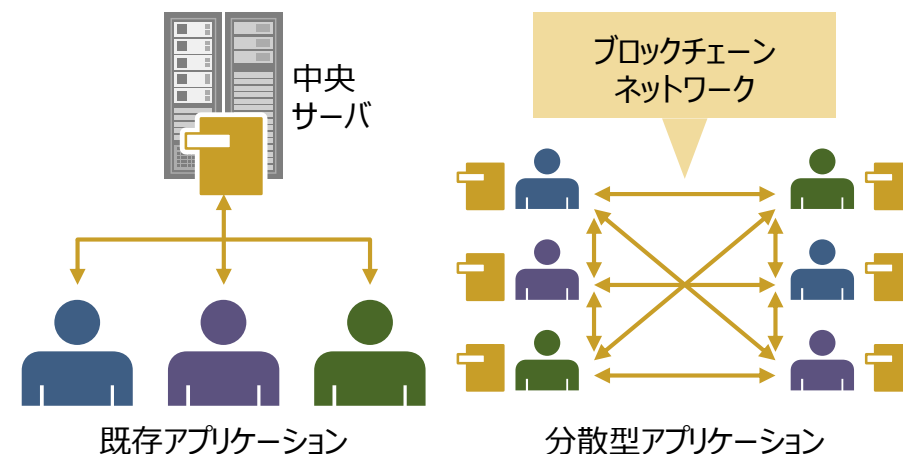 中央
サーバ
ブロックチェーン
ネットワーク
既存アプリケーション
分散型アプリケーション